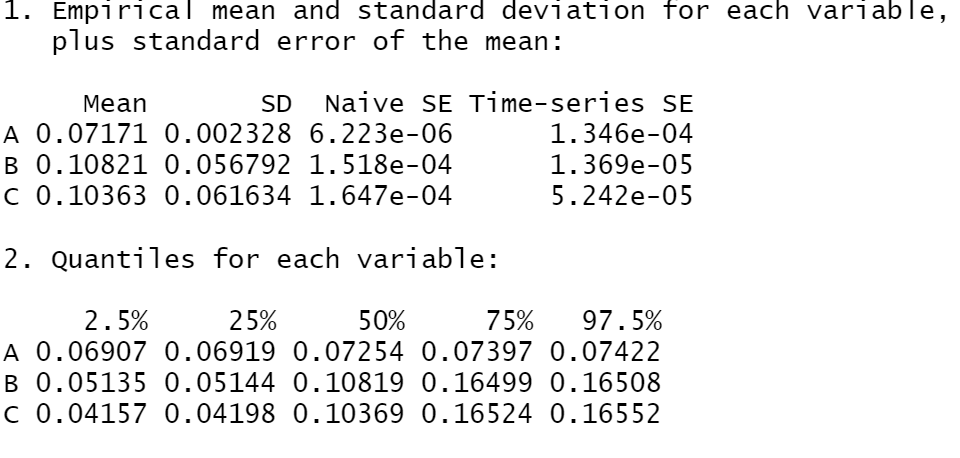 1. Empirical mean and standard deviation for each variable,
plus standard error of the mean:
Mean SD Naive SE Time-series SE
A 0.07171 0.002328 6.223e-06 1.346e-04
B 0.10821 0.056792 1.518e-04 1.369e-05
C 0.10363 0.061634 1.647e-04 5.242e-05
2. Quantiles for each variable:
2.5% 25% 50% 75% 97.5%
A 0.06907 0.06919 0.07254 0.07397 0.07422
B 0.05135 0.05144 0.10819 0.16499 0.16508
C 0.04157 0.04198 0.10369 0.16524 0.16552